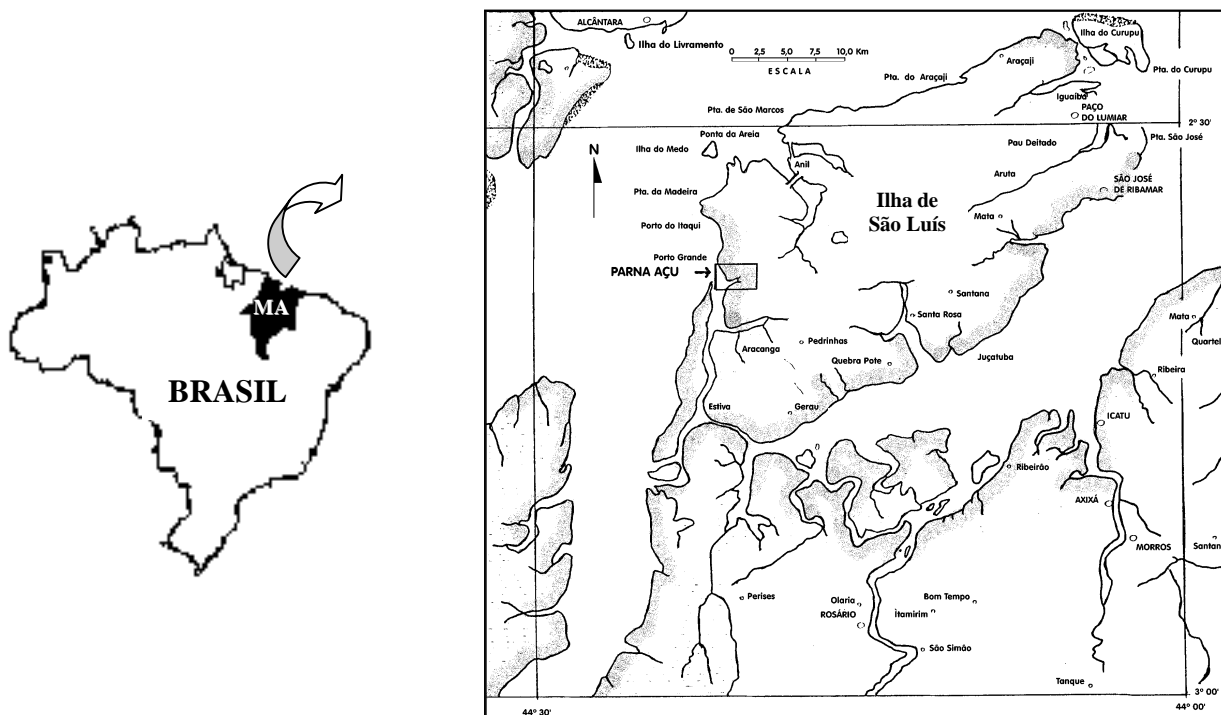 MA
BRASIL
ALCÂNTARA
Ilha do Livramento
0 2,5 5,0 7,5 10,0 Km
ESCALA
Ilha do Curupu
Araçaji
Pta. do Curupu
Pta. do Araçaji
Iguaíba
Pta. de São Marcos
PAÇO
DO LUMIAR
2º 30
Ponta da Areia
Pta. São José
Ilha do Medo
N
Anil
Pau Deitado
Aruta
SÃO JOSÉ
DE RIBAMAR
Pta. da Madeira
Ilha de
São Luís
Mata
Porto do Itaqui
Porto Grande
PARNA AÇU
Santana
Santa Rosa
Mata
Aracanga
Pedrinhas
Quebra Pote
Juçatuba
Quartel
Ribeira
Estiva
Gerau
ICATU
Ribeirão
AXIXÁ
MORROS
Santan
Perises
Olaria
ROSÁRIO
Itamirim
Bom Tempo
São Simão
Tanque
3º 00
44º 30
44º 00